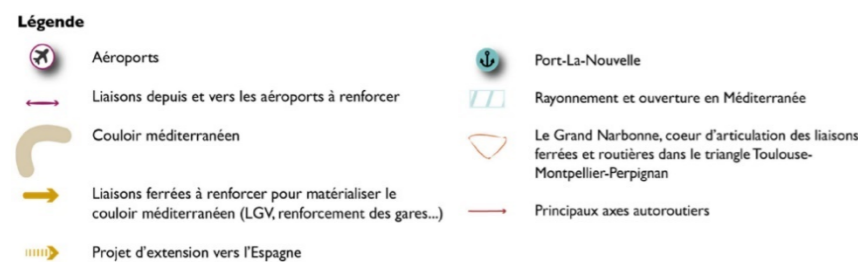 Légende
Aéroports
Liaisons depuis et vers les aéroports à renforcer
Couloir méditerranéen
Liaisons ferrées à renforcer pour matérialiser le
couloir méditerranéen (LGV, renforcement des gares...)
Projet d'extension vers l'Espagne
Port-La-Nouvelle
Rayonnement et ouverture en Méditerranée
Le Grand Narbonne, coeur d'articulation des liaisons
ferrées et routières dans le triangle Toulouse-
Montpellier-Perpignan
Principaux axes autoroutiers